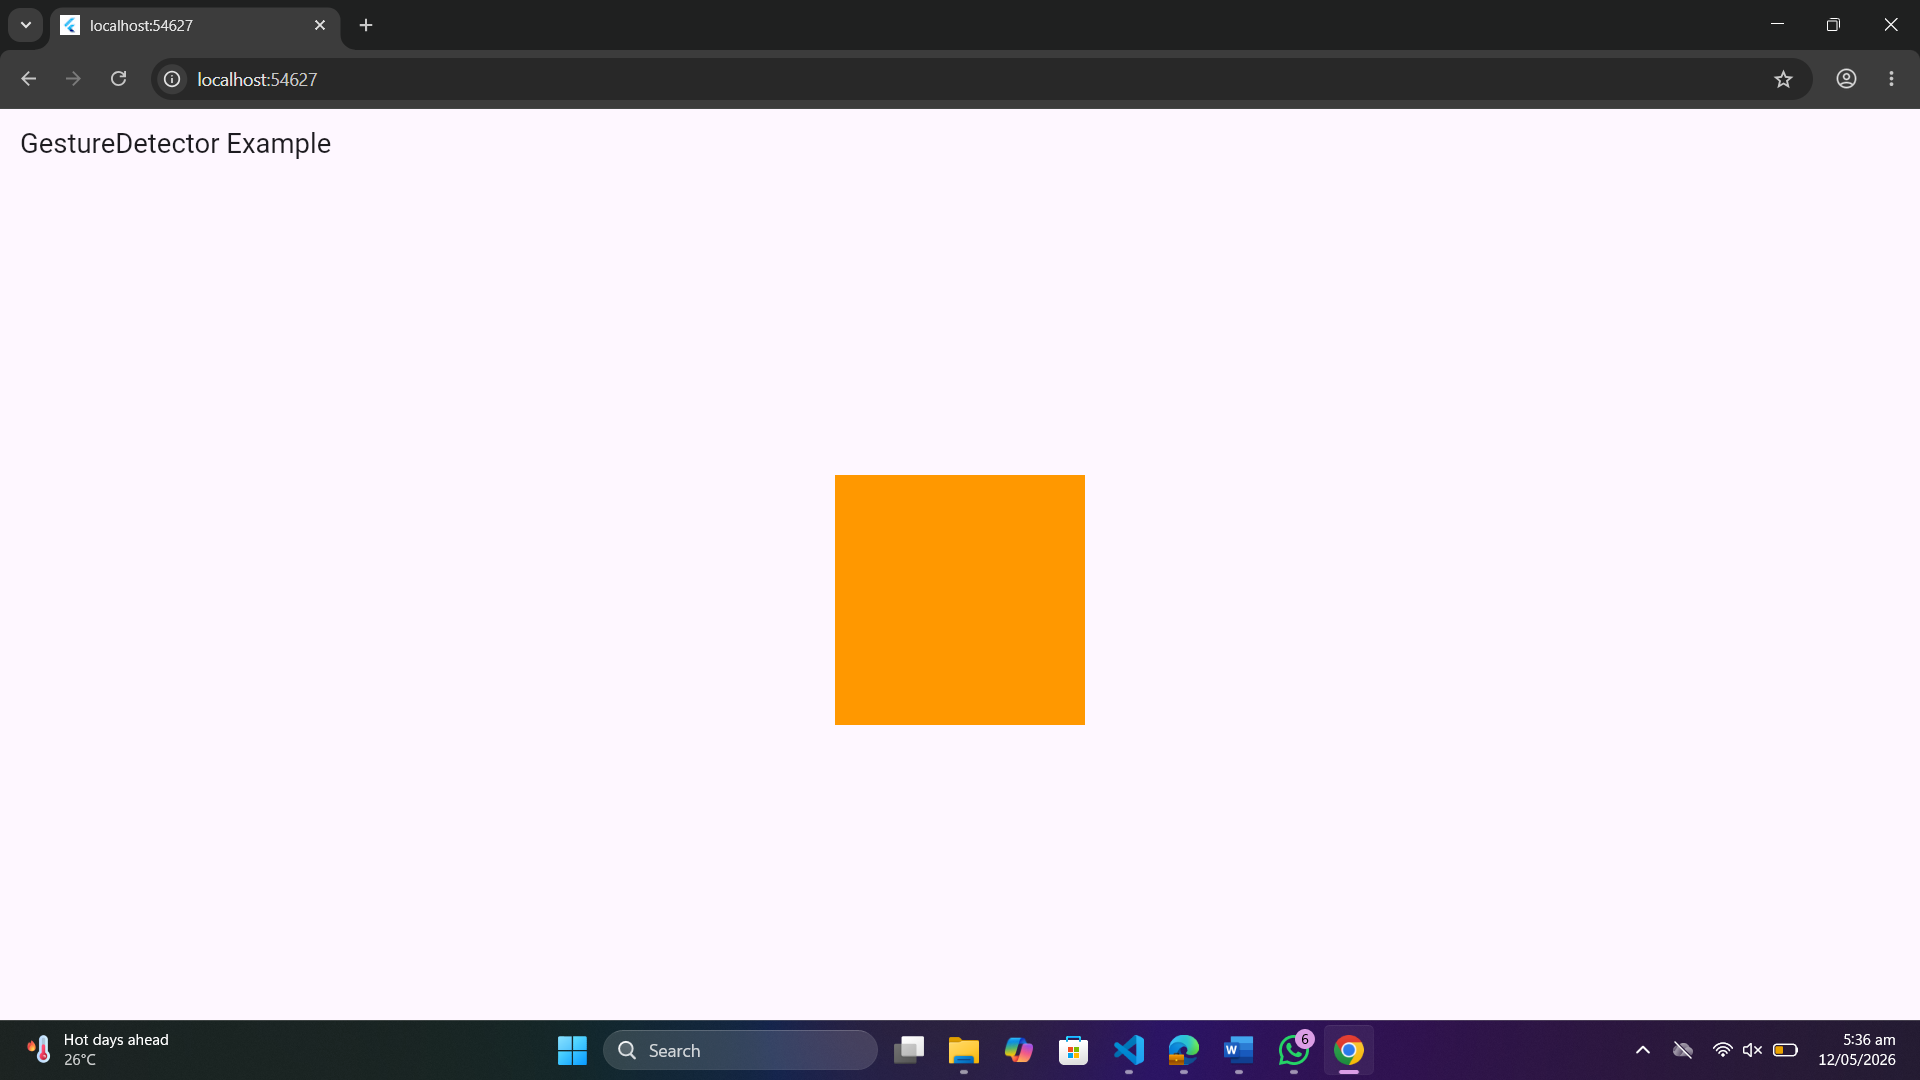 localhost:54627
localhost:54627
GestureDetector Example
Hot days ahead
26°C
Search
W
6
5:36 am
12/05/2026